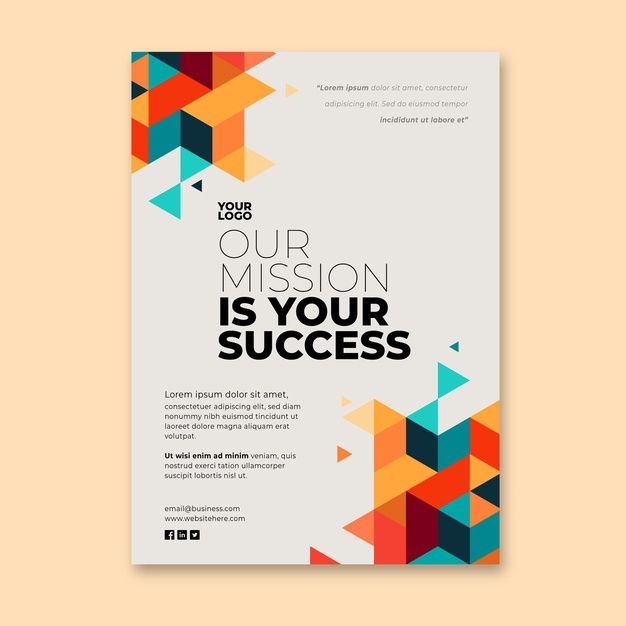 "Lorem ipsum dolor sit amet, consectetur
adipiscing elit, sed do eiusmod tempor
incididunt ut labore et"
YOUR
LOGO
OUR
MISSION
IS YOUR
SUCCESS
Lorem ipsum dolor sit amet,
consectetuer adipiscing elit, sed diam
nonummy nibh euismod tincidunt ut
laoreet dolore magna aliquam erat
volutpat.
Ut wisi enim ad minim veniam,
quis nostrud exerci tation
ullamcorper suscipit.
email@business.com
www.websitehere.com